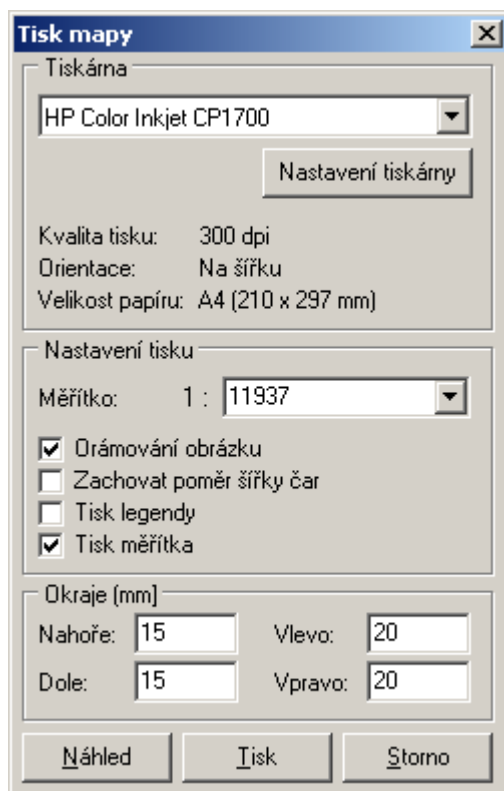 Tisk mapy
Tiskárna
HP Color Inkjet CP1700
Nastavení tiskárny
Kvalita tisku: 300 dpi
Orientace: Na šířku
Velikost papíru: A4 (210 x 297 mm)
Nastavení tisku
Měřítko: 1 : 11937
Orámování obrázku
Zachovat poměr šířky čar
Tisk legendy
Tisk měřítka
Okraje [mm]
Nahoře: 15 Vlevo: 20
Dole: 15 Vpravo: 20
Náhled Tisk Storno